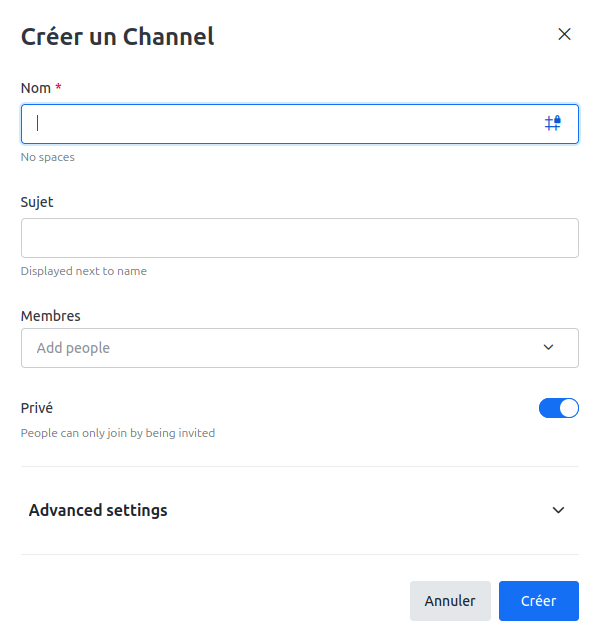 Créer un Channel
Nom *
No spaces
Sujet
Displayed next to name
Membres
Add people
Privé
People can only join by being invited
Advanced settings
Annuler Créer